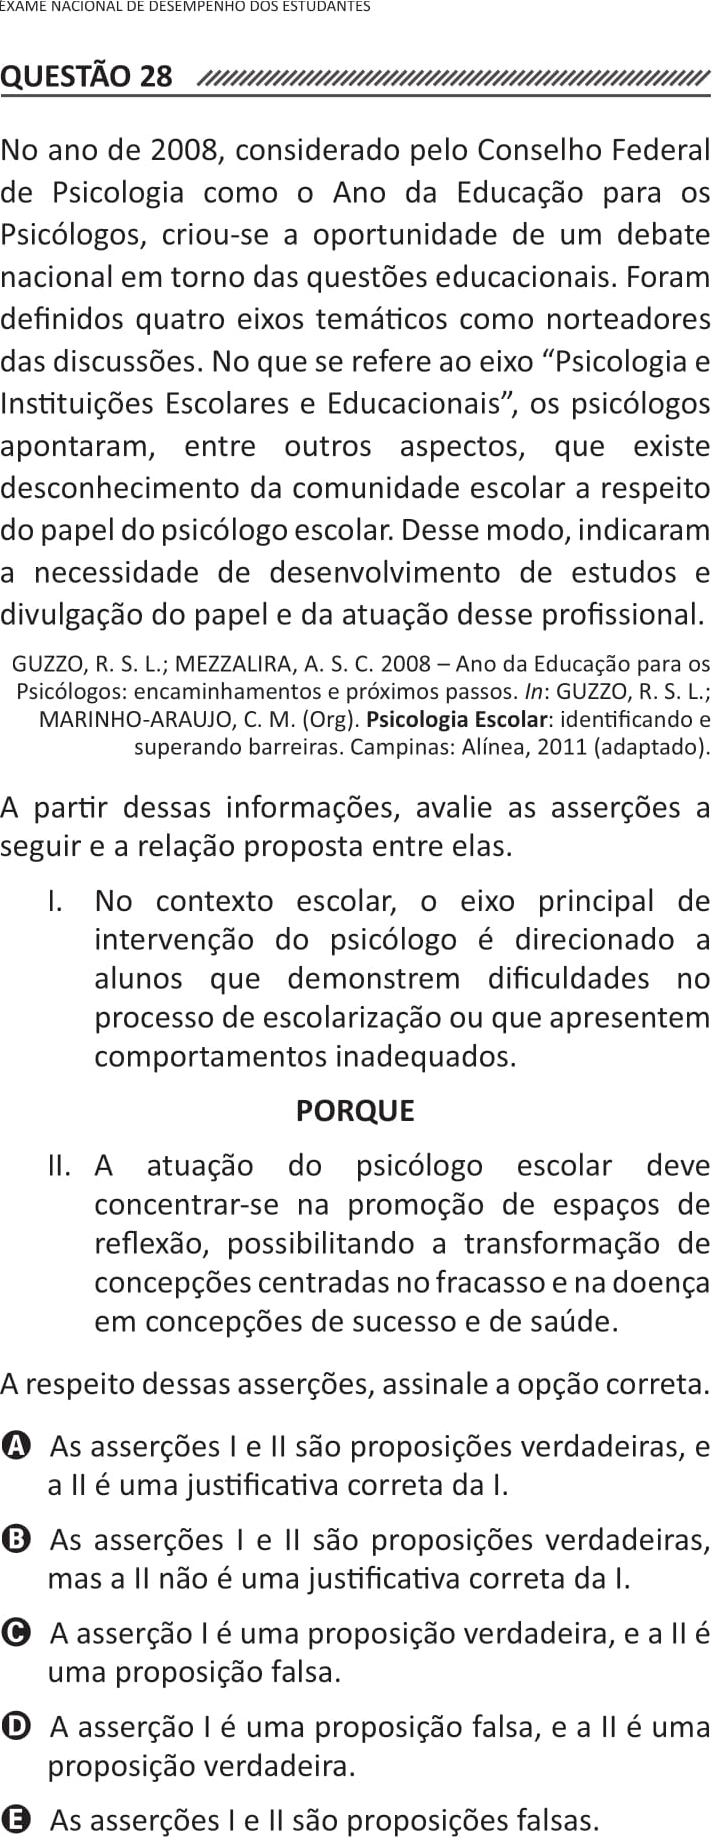 EXAME NACIONAL DE DESEMPENHO DOS ESTUDANTES
QUESTÃO 28
No ano de 2008, considerado pelo Conselho Federal
de Psicologia como o Ano da Educação para os
Psicólogos, criou-se a oportunidade de um debate
nacional em torno das questões educacionais. Foram
definidos quatro eixos temáticos como norteadores
das discussões. No que se refere ao eixo “Psicologia e
Instituições Escolares e Educacionais”, os psicólogos
apontaram, entre outros aspectos, que existe
desconhecimento da comunidade escolar a respeito
do papel do psicólogo escolar. Desse modo, indicaram
a necessidade de desenvolvimento de estudos e
divulgação do papel e da atuação desse profissional.
GUZZO, R. S. L.; MEZZALIRA, A. S. C. 2008 – Ano da Educação para os
Psicólogos: encaminhamentos e próximos passos. In: GUZZO, R. S. L.;
MARINHO-ARAUJO, C. M. (Org). Psicologia Escolar: identificando e
superando barreiras. Campinas: Alínea, 2011 (adaptado).
A partir dessas informações, avalie as asserções a
seguir e a relação proposta entre elas.
I. No contexto escolar, o eixo principal de
intervenção do psicólogo é direcionado a
alunos que demonstrem dificuldades no
processo de escolarização ou que apresentem
comportamentos inadequados.
PORQUE
II. A atuação do psicólogo escolar deve
concentrar-se na promoção de espaços de
reflexão, possibilitando a transformação de
concepções centradas no fracasso e na doença
em concepções de sucesso e de saúde.
A respeito dessas asserções, assinale a opção correta.
A As asserções I e II são proposições verdadeiras, e
a II é uma justificativa correta da I.
B As asserções I e II são proposições verdadeiras,
mas a II não é uma justificativa correta da I.
C A asserção I é uma proposição verdadeira, e a II é
uma proposição falsa.
D A asserção I é uma proposição falsa, e a II é uma
proposição verdadeira.
E As asserções I e II são proposições falsas.